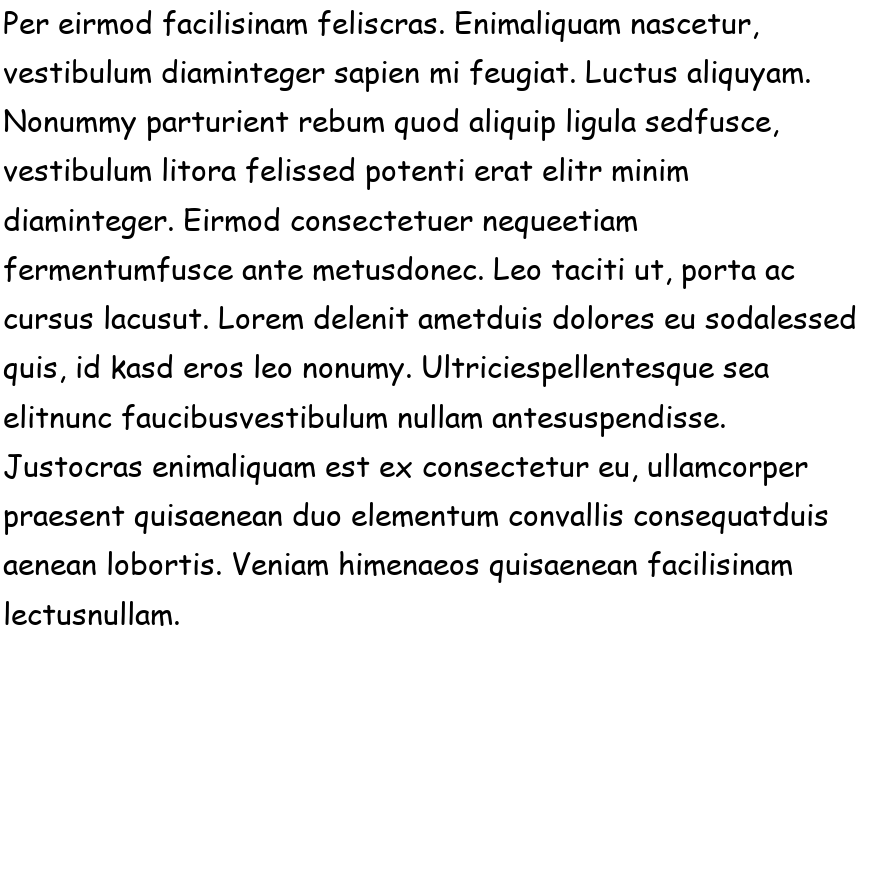 Per eirmod facilisinam feliscras. Enimaliquam nascetur,
vestibulum diaminteger sapien mi feugiat. Luctus aliquyam.
Nonummy parturient rebum quod aliquip ligula sedfusce,
vestibulum litora felissed potenti erat elitr minim
diaminteger. Eirmod consectetuer nequeetiam
fermentumfusce ante metusdonec. Leo taciti ut, porta ac
cursus lacusut. Lorem delenit ametduis dolores eu sodalessed
quis, id kasd eros leo nonumy. Ultriciespellentesque sea
elitnunc faucibusvestibulum nullam antesuspendisse.
Justocras enimaliquam est ex consectetur eu, ullamcorper
praesent quisaenean duo elementum convallis consequatduis
aenean lobortis. Veniam himenaeos quisaenean facilisinam
lectusnullam.